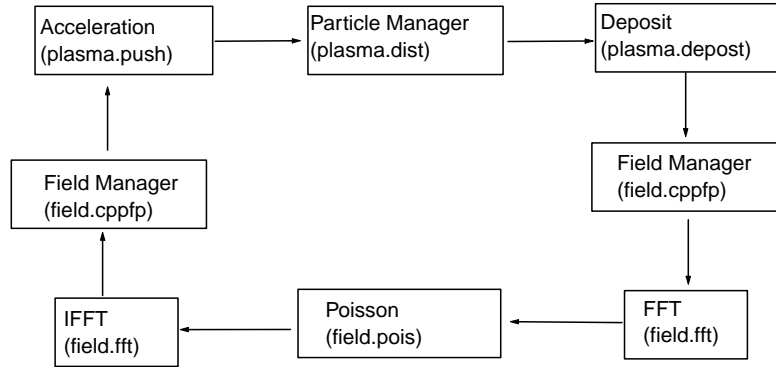 Acceleration
(plasma.push)
Particle Manager
(plasma.dist)
Deposit
(plasma.depost)
Field Manager
(field.cppfp)
Field Manager
(field.cppfp)
IFFT
(field.fft)
Poisson
(field.pois)
FFT
(field.fft)